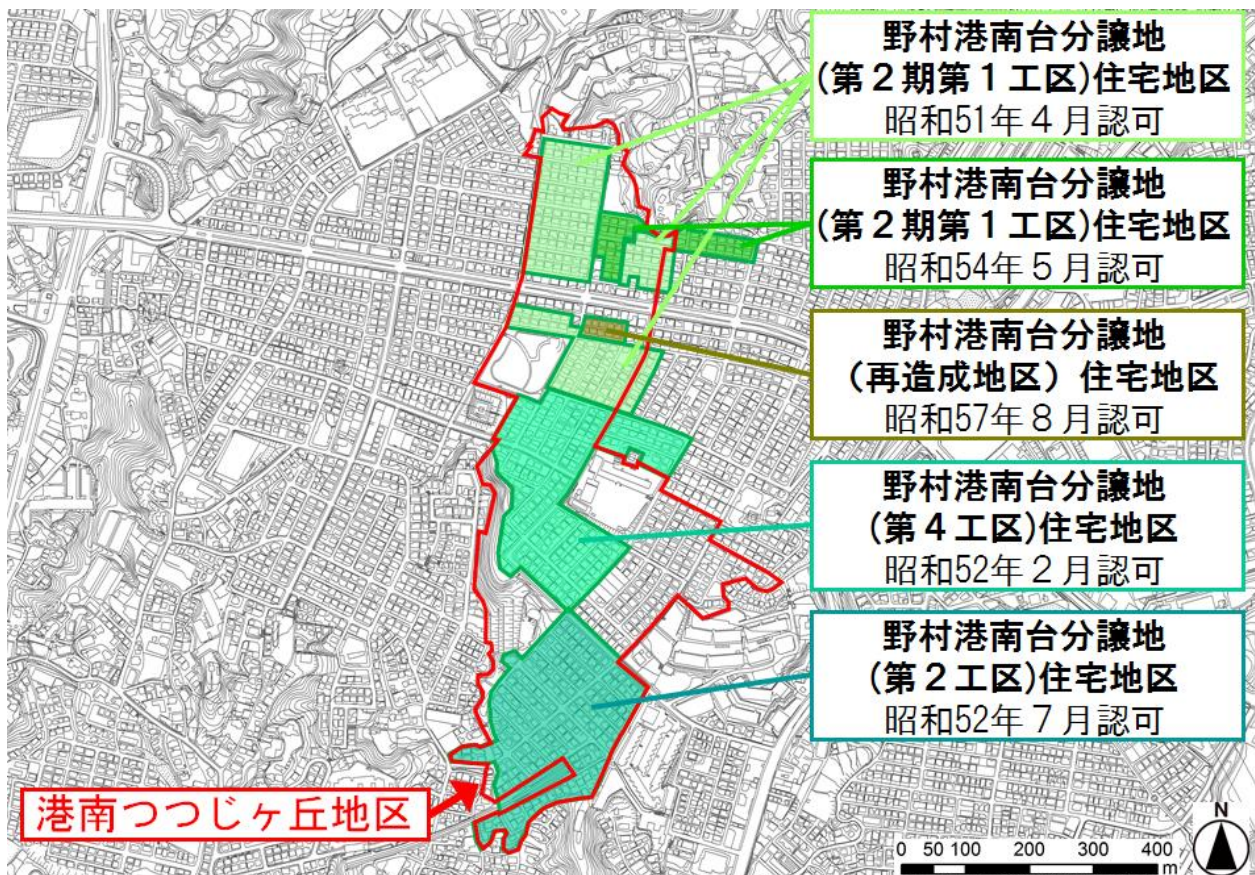 野村港南台分譲地
(第２期第１工区)住宅地区
昭和51年４月認可
野村港南台分譲地
(第２期第１工区)住宅地区
昭和54年５月認可
野村港南台分譲地
（再造成地区）住宅地区
昭和57年８月認可
野村港南台分譲地
(第４工区)住宅地区
昭和52年２月認可
野村港南台分譲地
(第２工区)住宅地区
昭和52年７月認可
港南つつじヶ丘地区
N
0 50 100 200 300 400
m